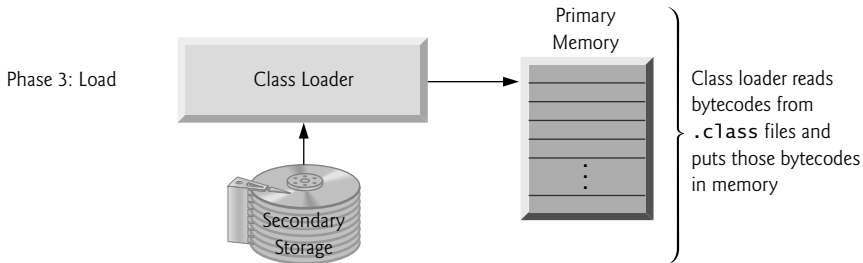 Primary
Memory
Phase 3: Load
Class Loader
Class loader reads
bytecodes from
.class files and
puts those bytecodes
in memory
Secondary
Storage